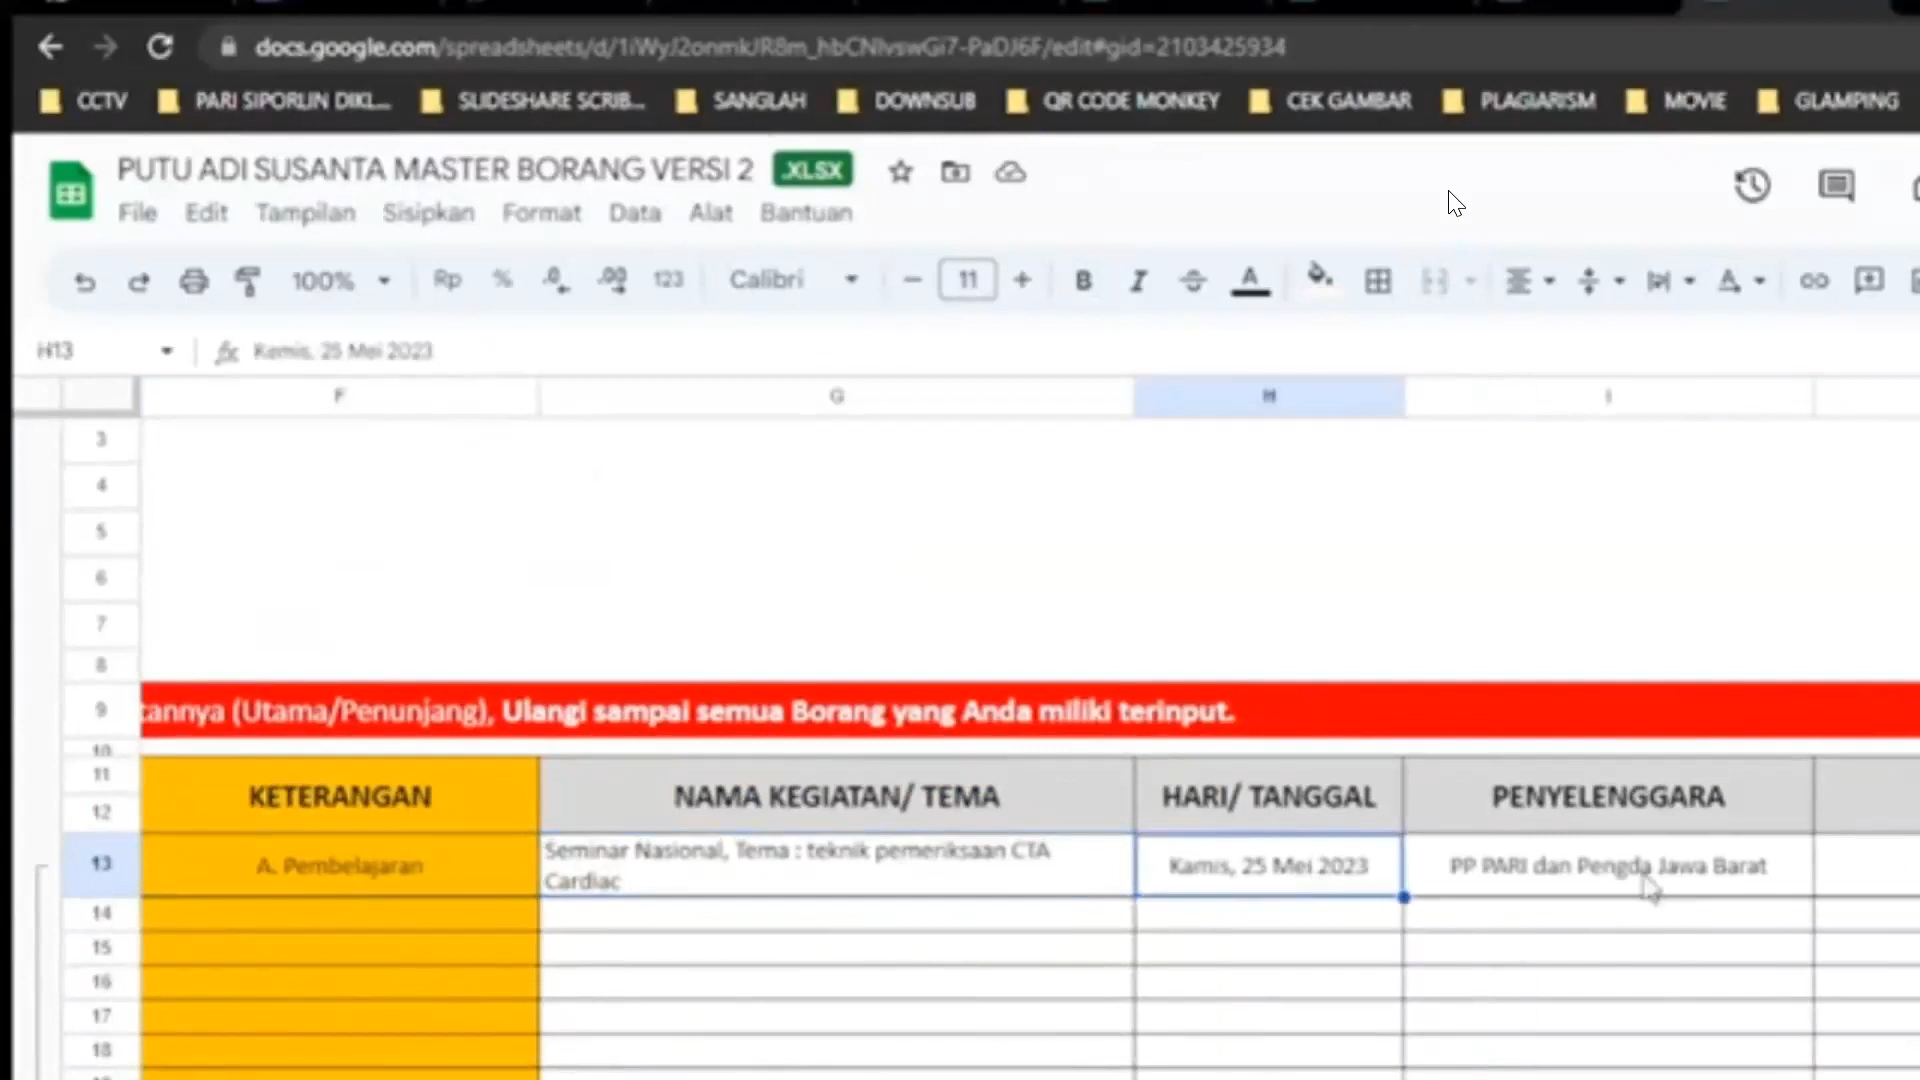 docs.google.com/spreadsheets/d/
/edit#gid=2103425934
CCTV
PARI SIPORLIN DIKL...
SLIDESHARE SCRIB...
SANGLAH
DOWNSUB
QR CODE MONKEY
CEK GAMBAR
PLAGIARISM
MOVIE
GLAMPING
PUTU ADI SUSANTA MASTER BORANG VERSI 2 .XLSX
File Edit Tampilan Sisipkan Format Data Alat Bantuan
100% Rp % .0 .00 123 Calibri 11 B I A
H13 fx Kamis, 25 Mei 2023
F G H I
3
4
5
6
7
8
9 tannya (Utama/Penunjang), Ulangi sampai semua Borang yang Anda miliki terinput.
10
11
12
KETERANGAN NAMA KEGIATAN/ TEMA HARI/ TANGGAL PENYELENGGARA
13 A. Pembelajaran Seminar Nasional, Tema : teknik pemeriksaan CTA Kamis, 25 Mei 2023 PP PARI dan Pengda Jawa Barat
Cardiac
14
15
16
17
18